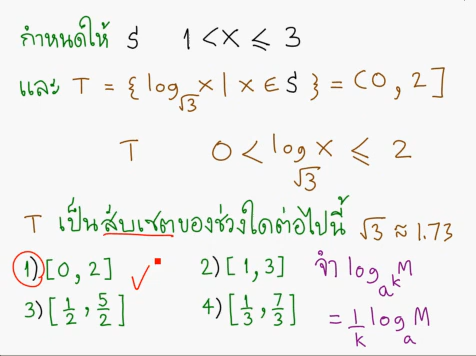 กำหนดให้ S 1 < x ≤ 3
และ T = { log_√3 x | x ∈ S } = (0, 2]
T 0 < log_√3 x ≤ 2
T เป็นสับเซตของช่วงใดต่อไปนี้ √3 ≈ 1.73
1) [0, 2] ✓ 2) [1, 3] จำ log_{a^k} M
3) [1/2, 5/2] 4) [1/3, 7/3] = 1/k log_a M